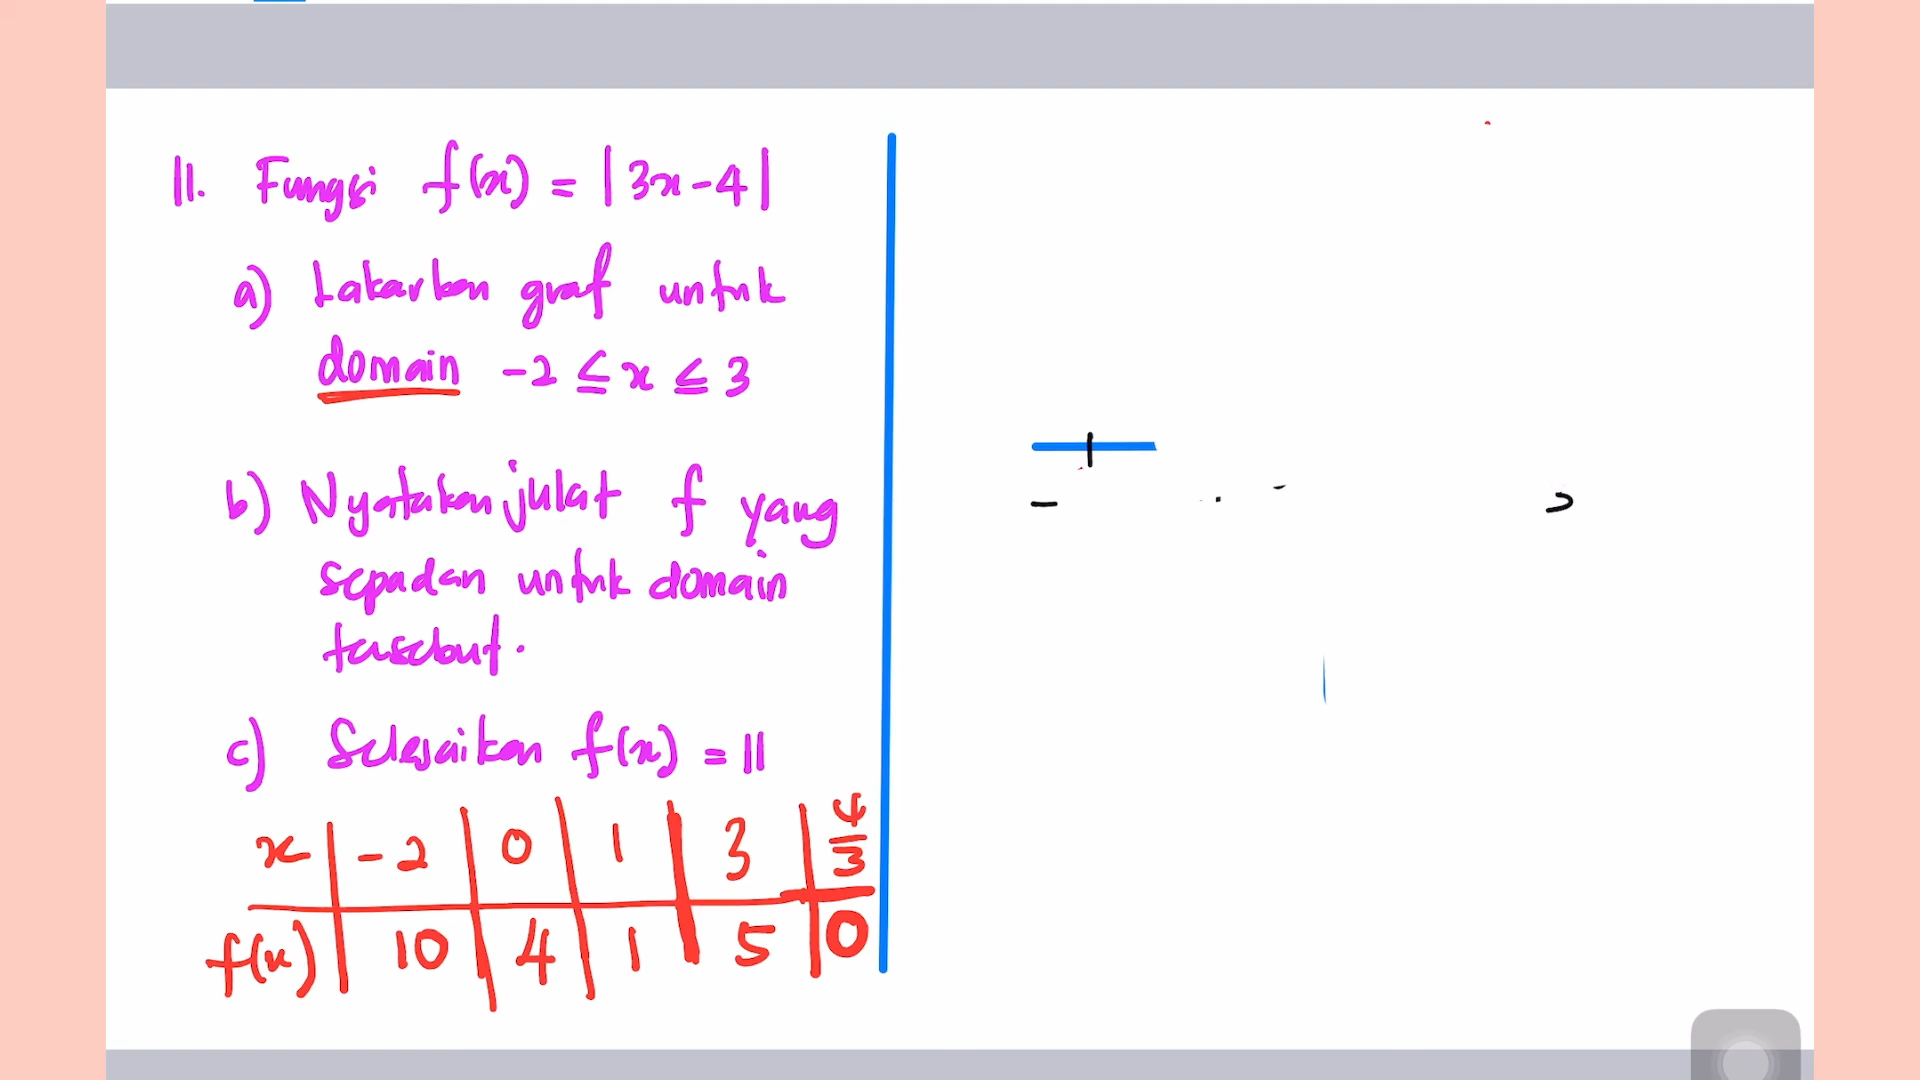 11. Fungsi f(x) = |3x-4|
a) Lakarkan graf untuk
domain -2 ≤ x ≤ 3
b) Nyatakan julat f yang
sepadan untuk domain
tersebut.
c) Selesaikan f(x) = 11
x | -2 | 0 | 1 | 3 | 4/3
f(x) | 10 | 4 | 1 | 5 | 0